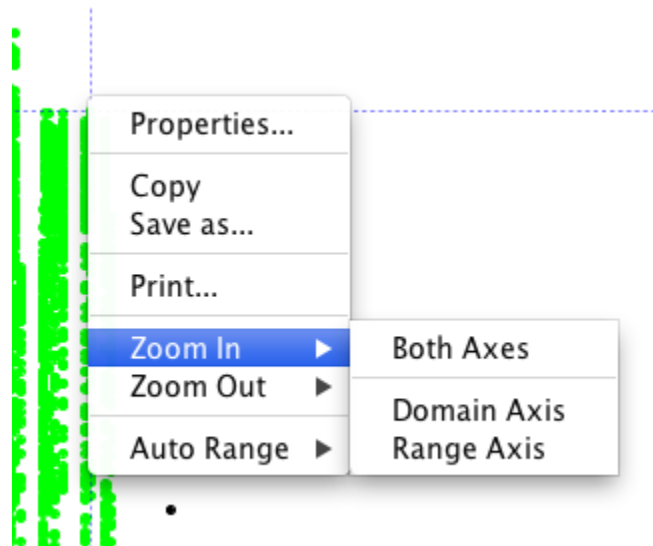 Properties...
Copy
Save as...
Print...
Zoom In
Both Axes
Zoom Out
Domain Axis
Auto Range
Range Axis